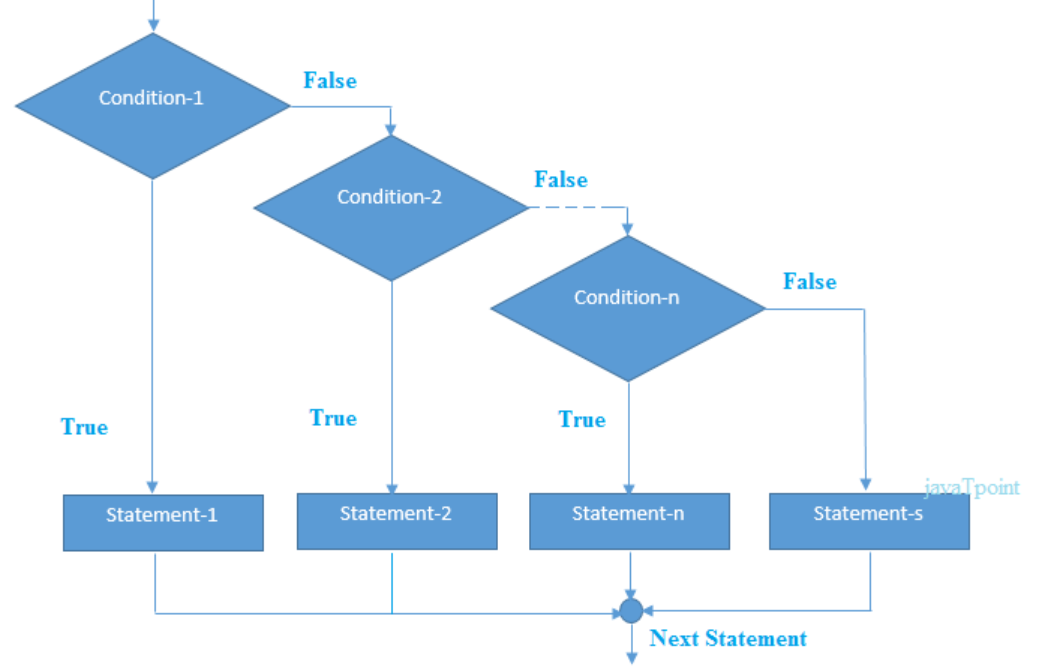 Condition-1
False
Condition-2
False
Condition-n
False
True
True
True
javaTpoint
Statement-1
Statement-2
Statement-n
Statement-s
Next Statement